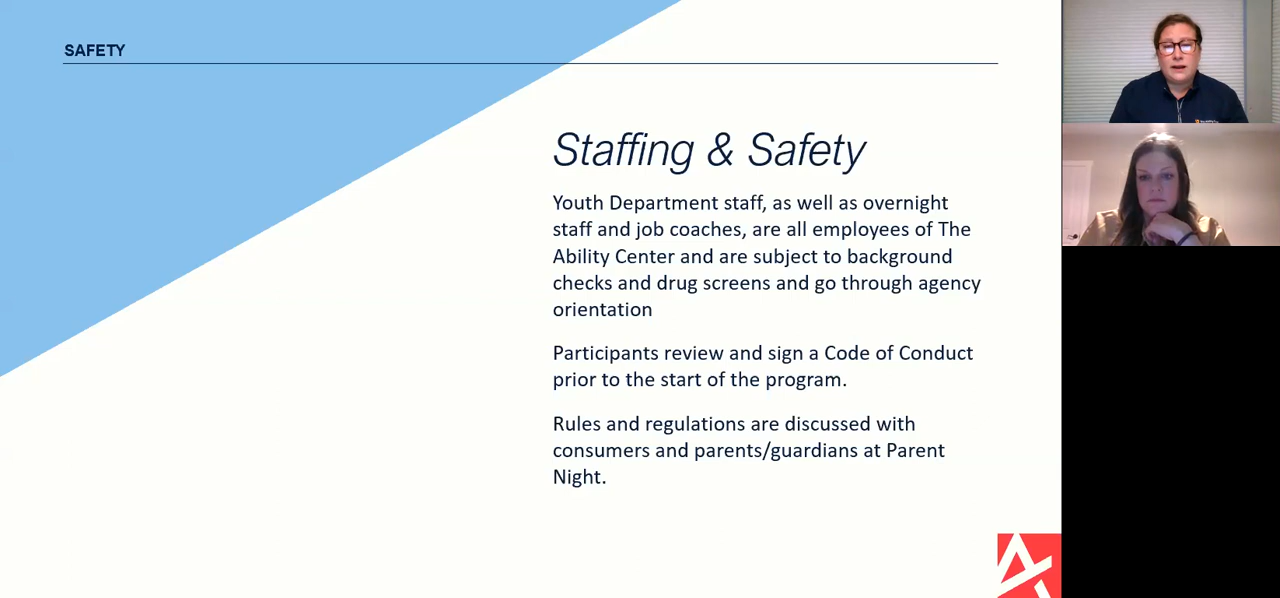 SAFETY
Staffing & Safety
Youth Department staff, as well as overnight
staff and job coaches, are all employees of The
Ability Center and are subject to background
checks and drug screens and go through agency
orientation
Participants review and sign a Code of Conduct
prior to the start of the program.
Rules and regulations are discussed with
consumers and parents/guardians at Parent
Night.